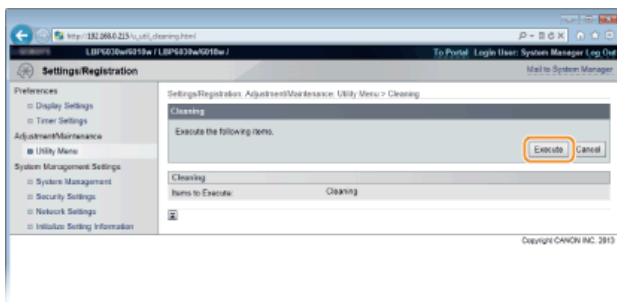 http://192.168.0.215/u_util_cleaning.html
LBP6030w/6018w / LBP6030w/6018w /
To Portal Login User: System Manager Log Out
Settings/Registration
Mail to System Manager
Preferences
Display Settings
Timer Settings
Adjustment/Maintenance
Utility Menu
System Management Settings
System Management
Security Settings
Network Settings
Initialize Setting Information
Settings/Registration: Adjustment/Maintenance: Utility Menu > Cleaning
Cleaning
Execute the following items.
Execute Cancel
Cleaning
Items to Execute: Cleaning
Copyright CANON INC. 2013